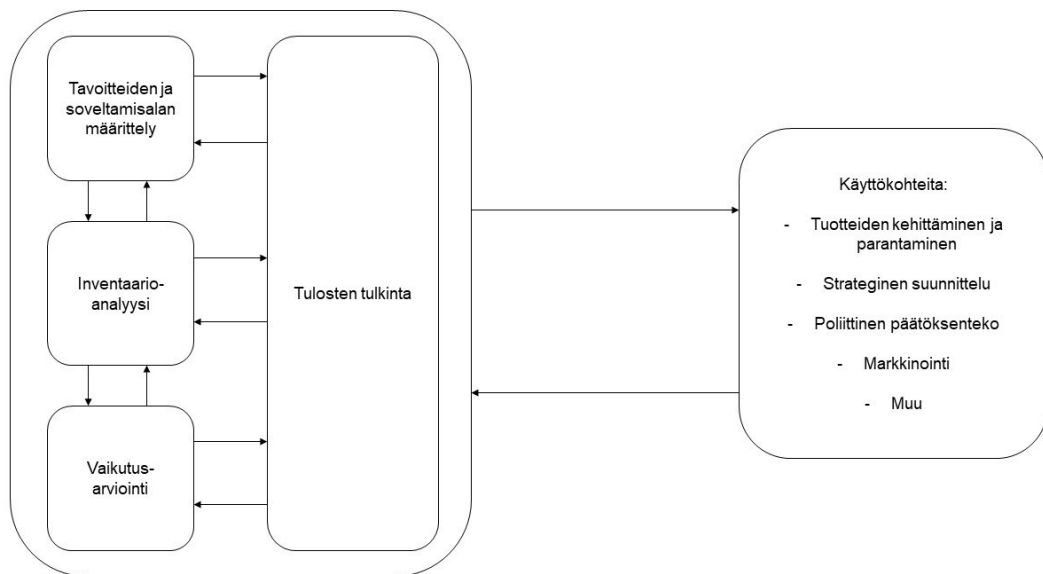 Tavoitteiden ja
soveltamisalan
määrittely
Inventaario-
analyysi
Vaikutus-
arviointi
Tulosten tulkinta
Käyttökohteita:
- Tuotteiden kehittäminen ja
parantaminen
- Strateginen suunnittelu
- Poliittinen päätöksenteko
- Markkinointi
- Muu